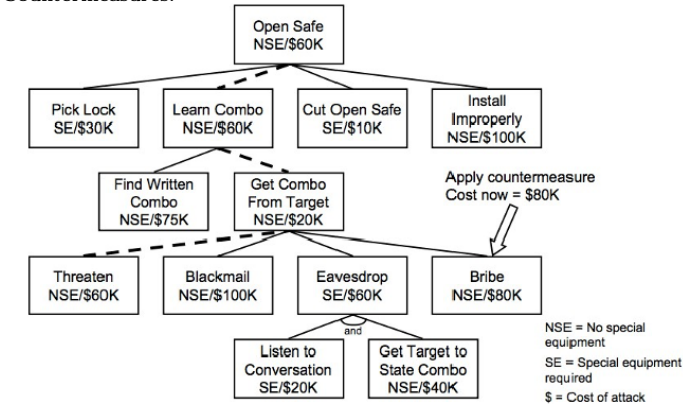 Open Safe
NSE/$60K
Pick Lock
SE/$30K
Learn Combo
NSE/$60K
Cut Open Safe
SE/$10K
Install
Improperly
NSE/$100K
Find Written
Combo
NSE/$75K
Get Combo
From Target
NSE/$20K
Apply countermeasure
Cost now = $80K
Threaten
NSE/$60K
Blackmail
NSE/$100K
Eavesdrop
SE/$60K
Bribe
NSE/$80K
and
Listen to
Conversation
SE/$20K
Get Target to
State Combo
NSE/$40K
NSE = No special
equipment
SE = Special equipment
required
$ = Cost of attack